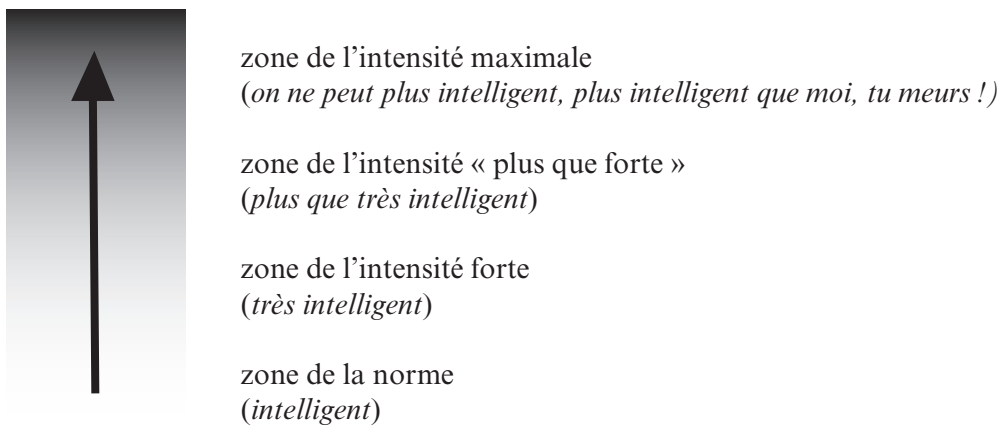 zone de l’intensité maximale
(on ne peut plus intelligent, plus intelligent que moi, tu meurs !)
zone de l’intensité « plus que forte »
(plus que très intelligent)
zone de l’intensité forte
(très intelligent)
zone de la norme
(intelligent)